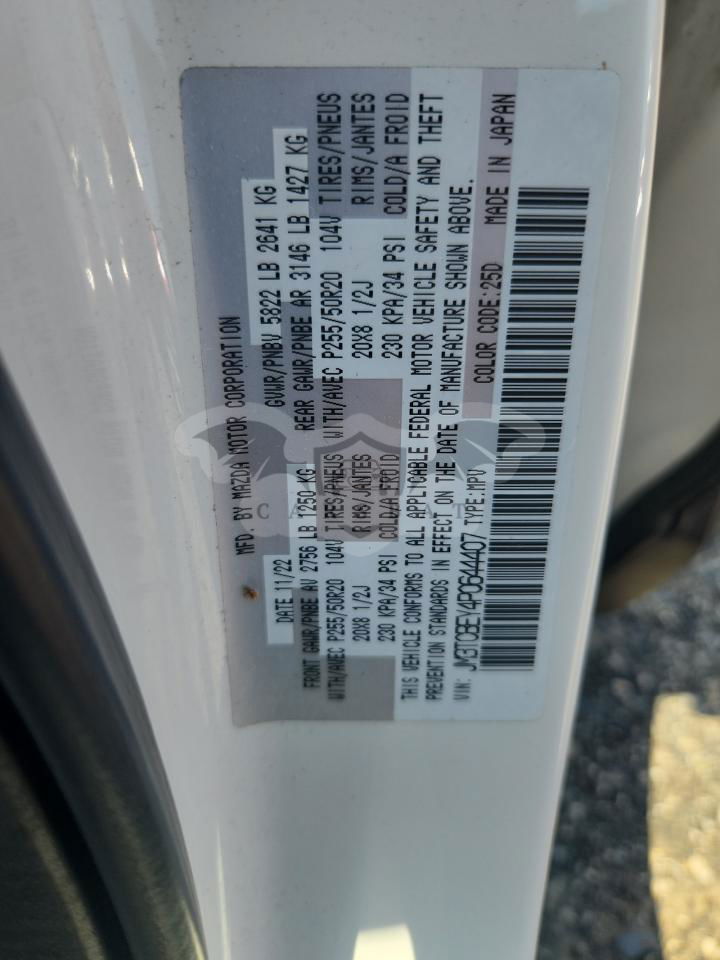 MFD. BY MAZDA MOTOR CORPORATION
DATE 11/22 GVWR/PNBV 5822 LB 2641 KG
FRONT GAWR/PNBE AV 2756 LB 1250 KG REAR GAWR/PNBE AR 3146 LB 1427 KG
WITH/AVEC P255/50R20 104V TIRES/PNEUS WITH/AVEC P255/50R20 104V TIRES/PNEUS
20X8 1/2J RIMS/JANTES 20X8 1/2J RIMS/JANTES
230 KPA/34 PSI COLD/A FROID 230 KPA/34 PSI COLD/A FROID
THIS VEHICLE CONFORMS TO ALL APPLICABLE FEDERAL MOTOR VEHICLE SAFETY AND THEFT
PREVENTION STANDARDS IN EFFECT ON THE DATE OF MANUFACTURE SHOWN ABOVE.
VIN: JM3TCBEY4P0644407 TYPE:MPV COLOR CODE:25D MADE IN JAPAN